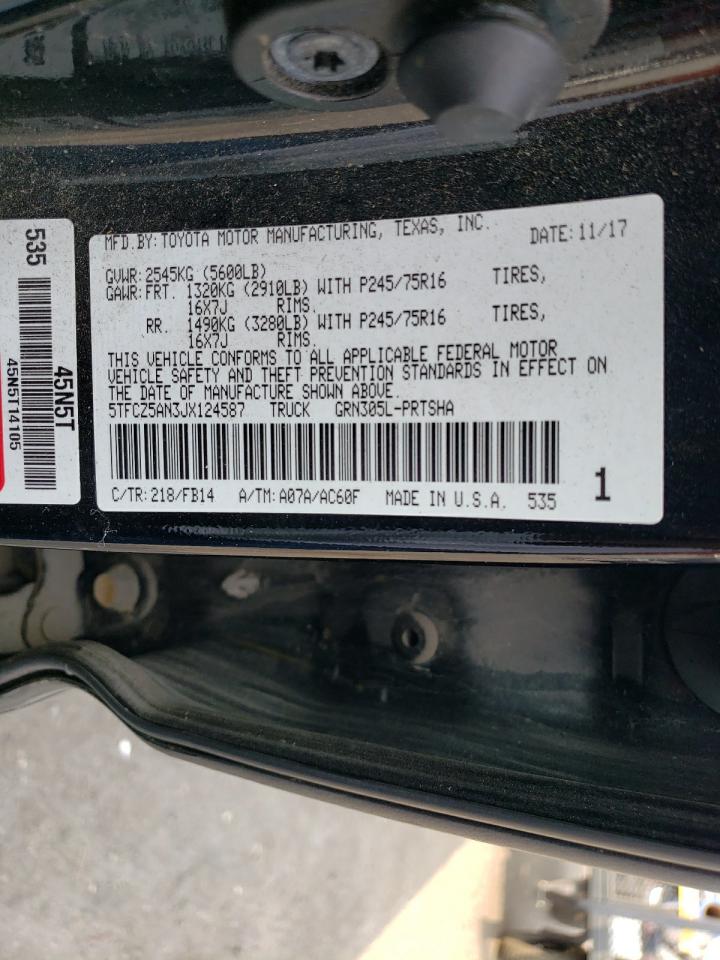 MFD. BY: TOYOTA MOTOR MANUFACTURING, TEXAS, INC. DATE: 11/17
GVWR: 2545KG (5600LB)
GAWR: FRT. 1320KG (2910LB) WITH P245/75R16 TIRES,
16X7J RIMS.
RR. 1490KG (3280LB) WITH P245/75R16 TIRES,
16X7J RIMS.
THIS VEHICLE CONFORMS TO ALL APPLICABLE FEDERAL MOTOR
VEHICLE SAFETY AND THEFT PREVENTION STANDARDS IN EFFECT ON
THE DATE OF MANUFACTURE SHOWN ABOVE.
5TFCZ5AN3JX124587 TRUCK GRN305L-PRTSHA
C/TR: 218/FB14 A/TM: A07A/AC60F MADE IN U.S.A. 535 1
535
45N5T
45N5T14105